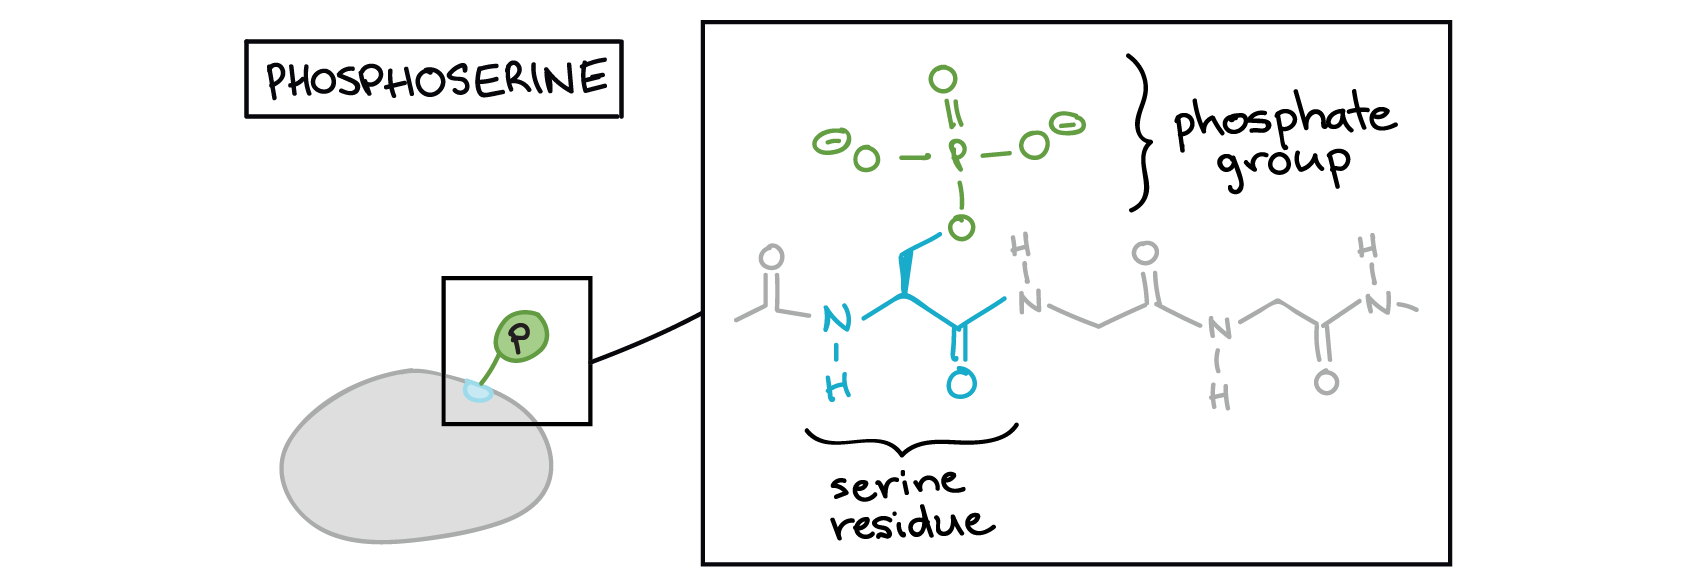 PHOSPHOSERINE
P
O
⊖ O P O ⊖
O
phosphate
group
O H O H
N N N N
H O H O
serine
residue